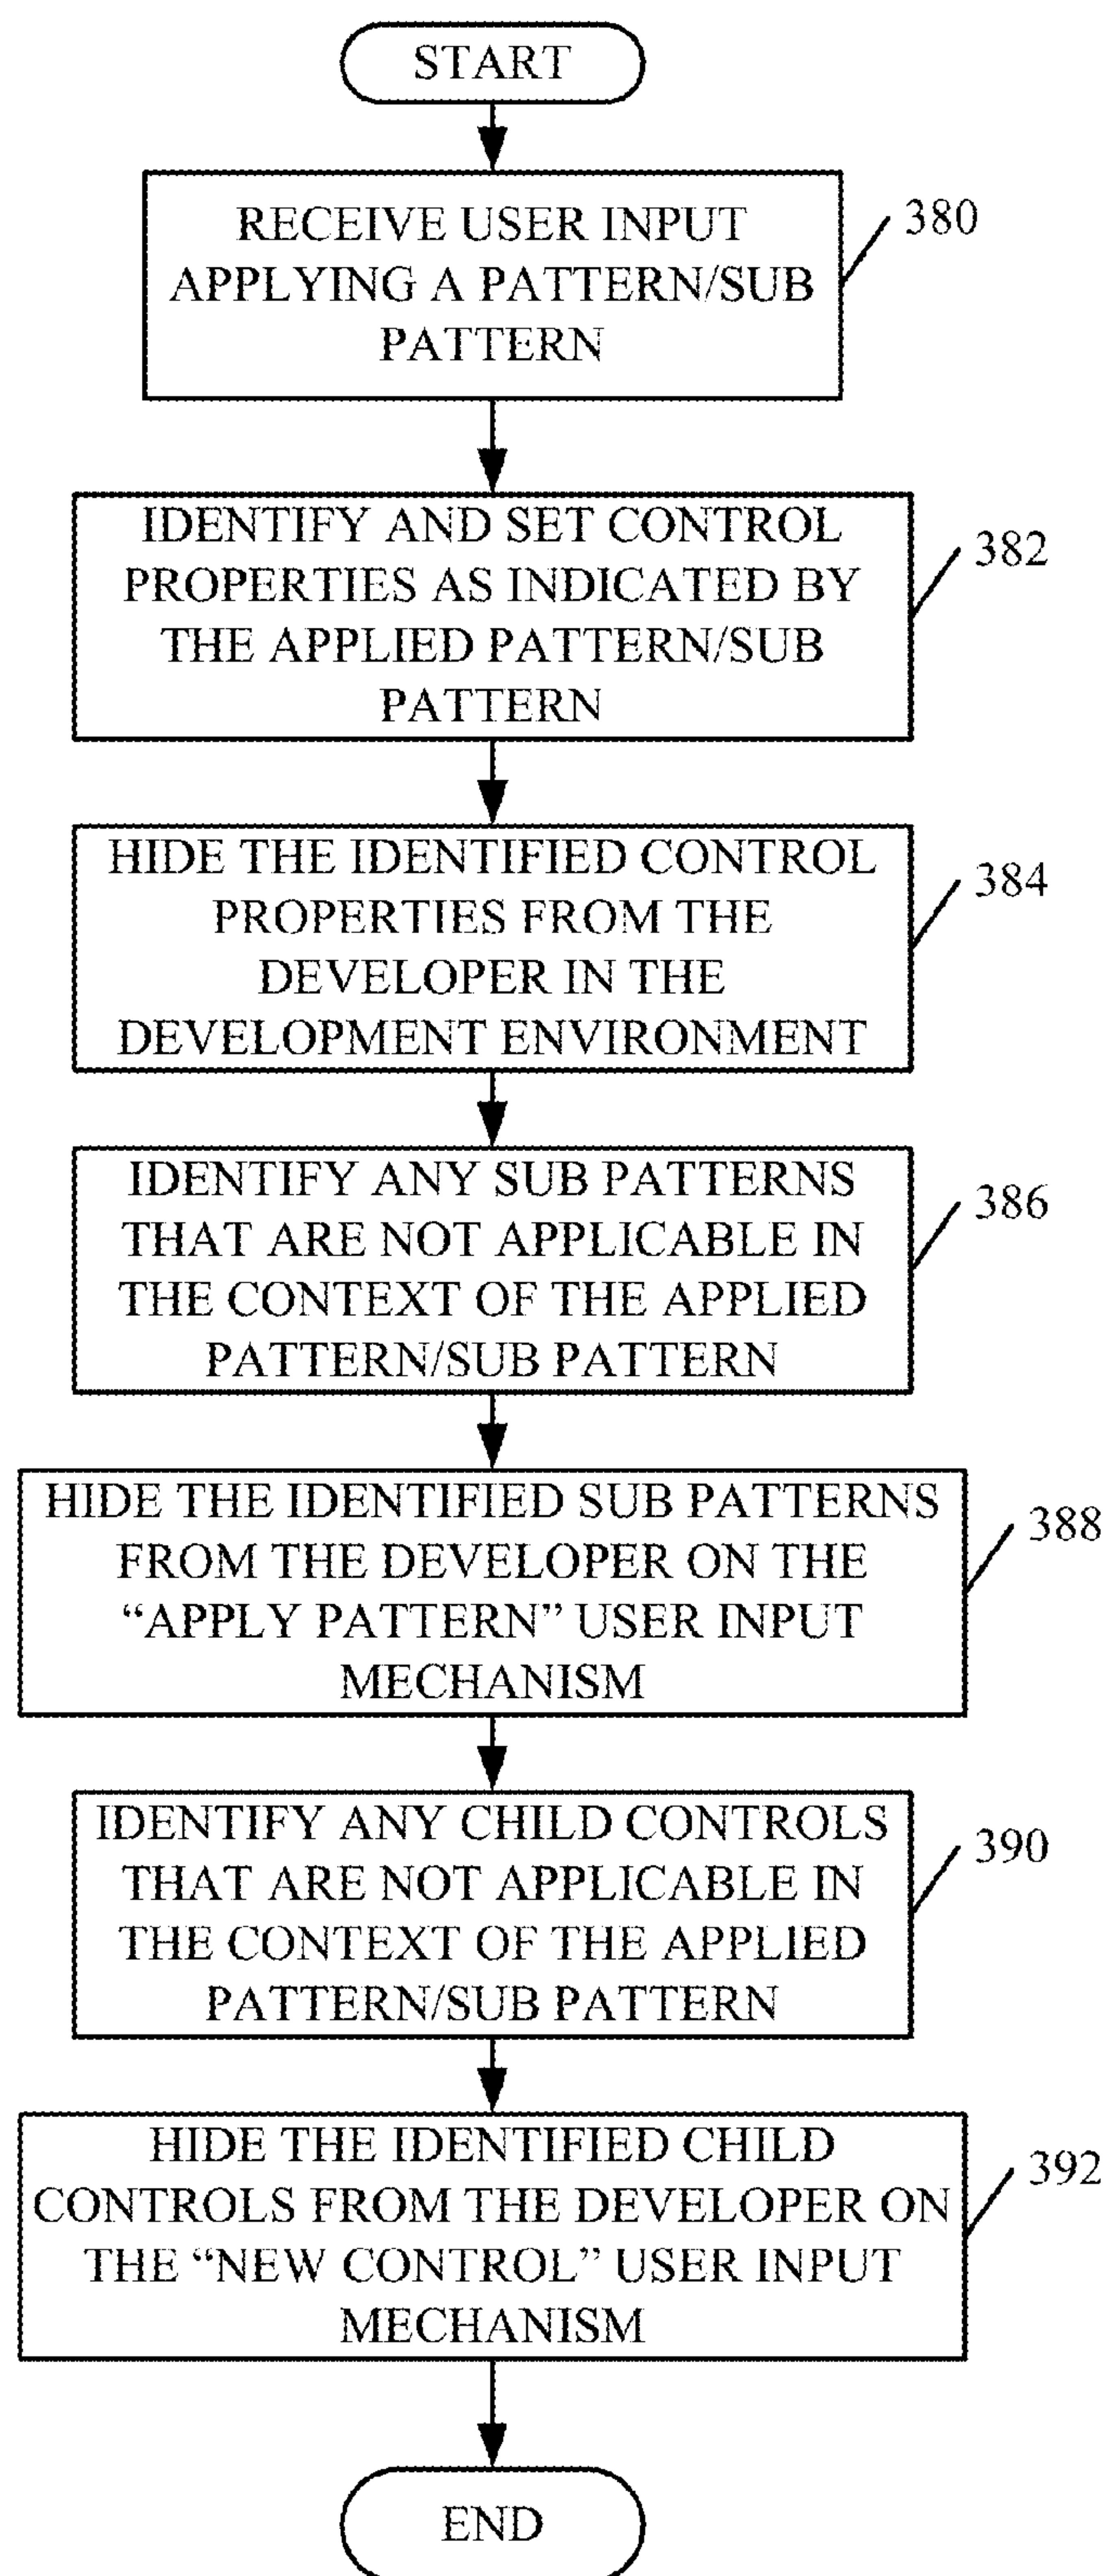 START
RECEIVE USER INPUT
APPLYING A PATTERN/SUB
PATTERN
380
IDENTIFY AND SET CONTROL
PROPERTIES AS INDICATED BY
THE APPLIED PATTERN/SUB
PATTERN
382
HIDE THE IDENTIFIED CONTROL
PROPERTIES FROM THE
DEVELOPER IN THE
DEVELOPMENT ENVIRONMENT
384
IDENTIFY ANY SUB PATTERNS
THAT ARE NOT APPLICABLE IN
THE CONTEXT OF THE APPLIED
PATTERN/SUB PATTERN
386
HIDE THE IDENTIFIED SUB PATTERNS
FROM THE DEVELOPER ON THE
“APPLY PATTERN” USER INPUT
MECHANISM
388
IDENTIFY ANY CHILD CONTROLS
THAT ARE NOT APPLICABLE IN
THE CONTEXT OF THE APPLIED
PATTERN/SUB PATTERN
390
HIDE THE IDENTIFIED CHILD
CONTROLS FROM THE DEVELOPER ON
THE “NEW CONTROL” USER INPUT
MECHANISM
392
END